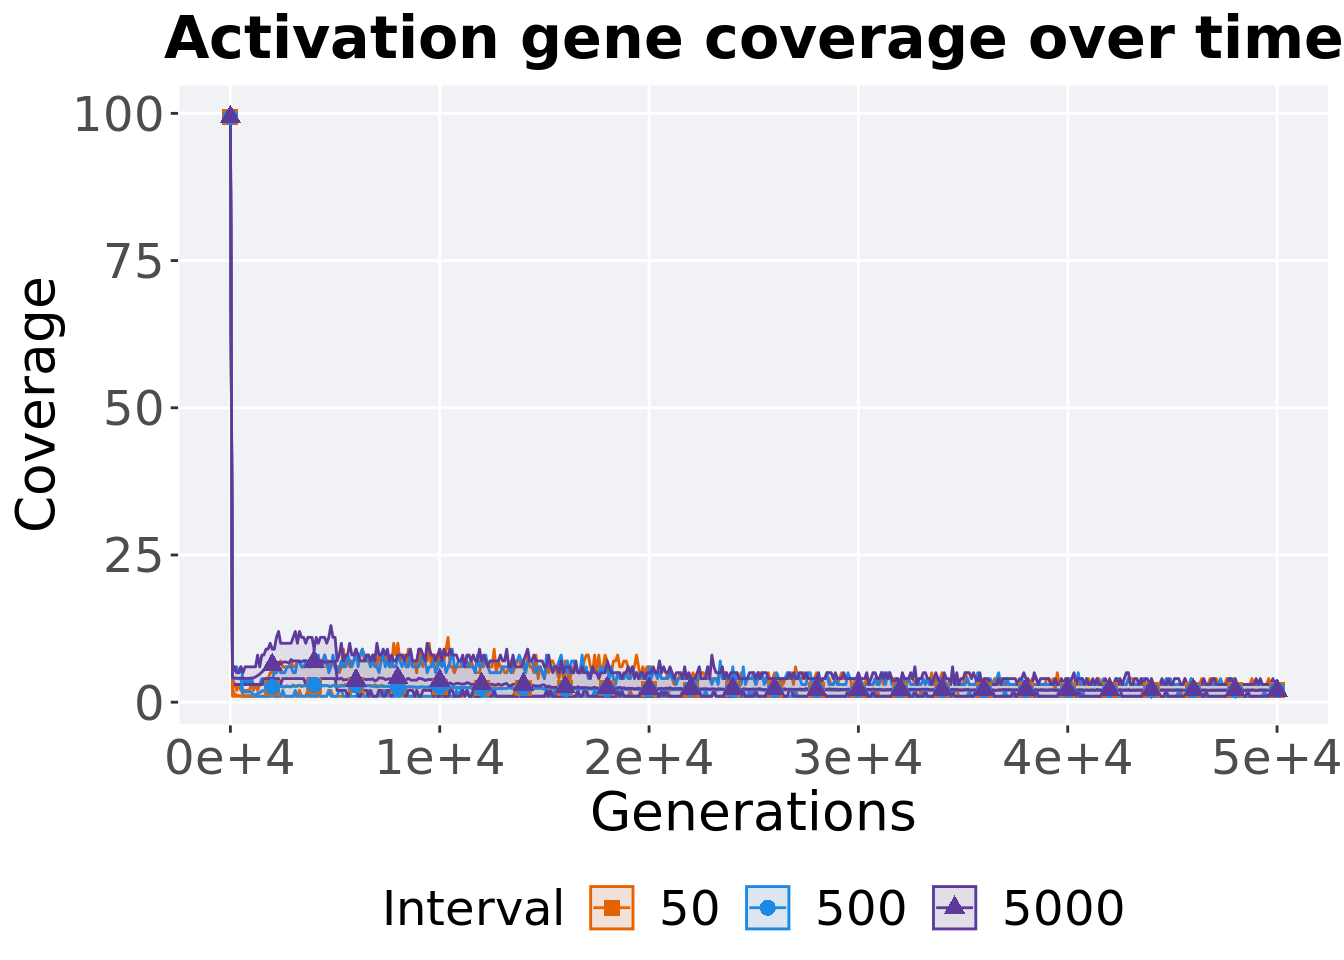 Activation gene coverage over time
Coverage
100
75
50
25
0
0e+4 1e+4 2e+4 3e+4 4e+4 5e+4
Generations
Interval 50 500 5000